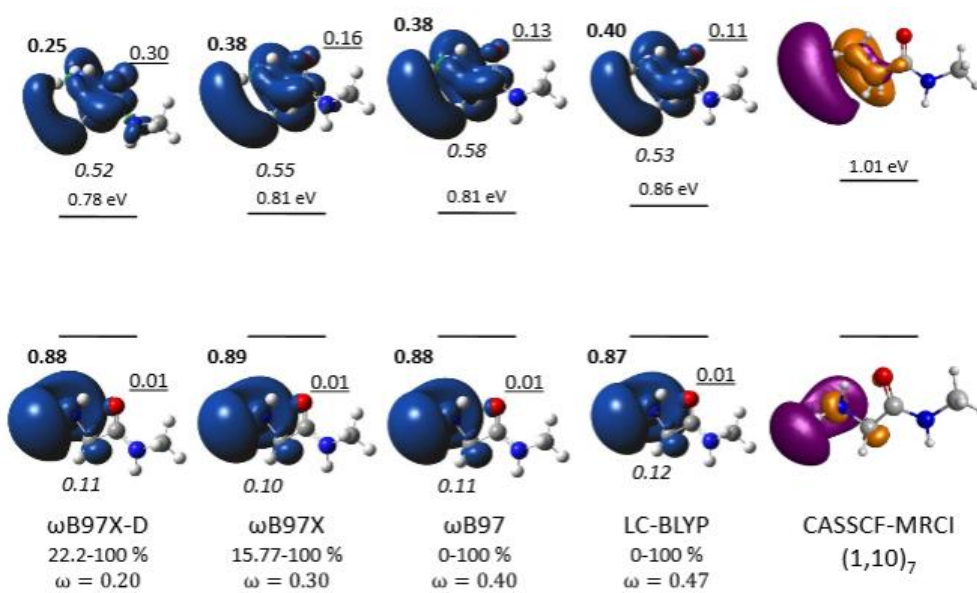 0.25 0.30 0.38 0.16 0.38 0.13 0.40 0.11
0.52 0.55 0.58 0.53
0.78 eV 0.81 eV 0.81 eV 0.86 eV 1.01 eV
0.88 0.01 0.89 0.01 0.88 0.01 0.87 0.01
0.11 0.10 0.11 0.12
ωB97X-D ωB97X ωB97 LC-BLYP CASSCF-MRCI
22.2-100 % 15.77-100 % 0-100 % 0-100 % (1,10)₇
ω = 0.20 ω = 0.30 ω = 0.40 ω = 0.47